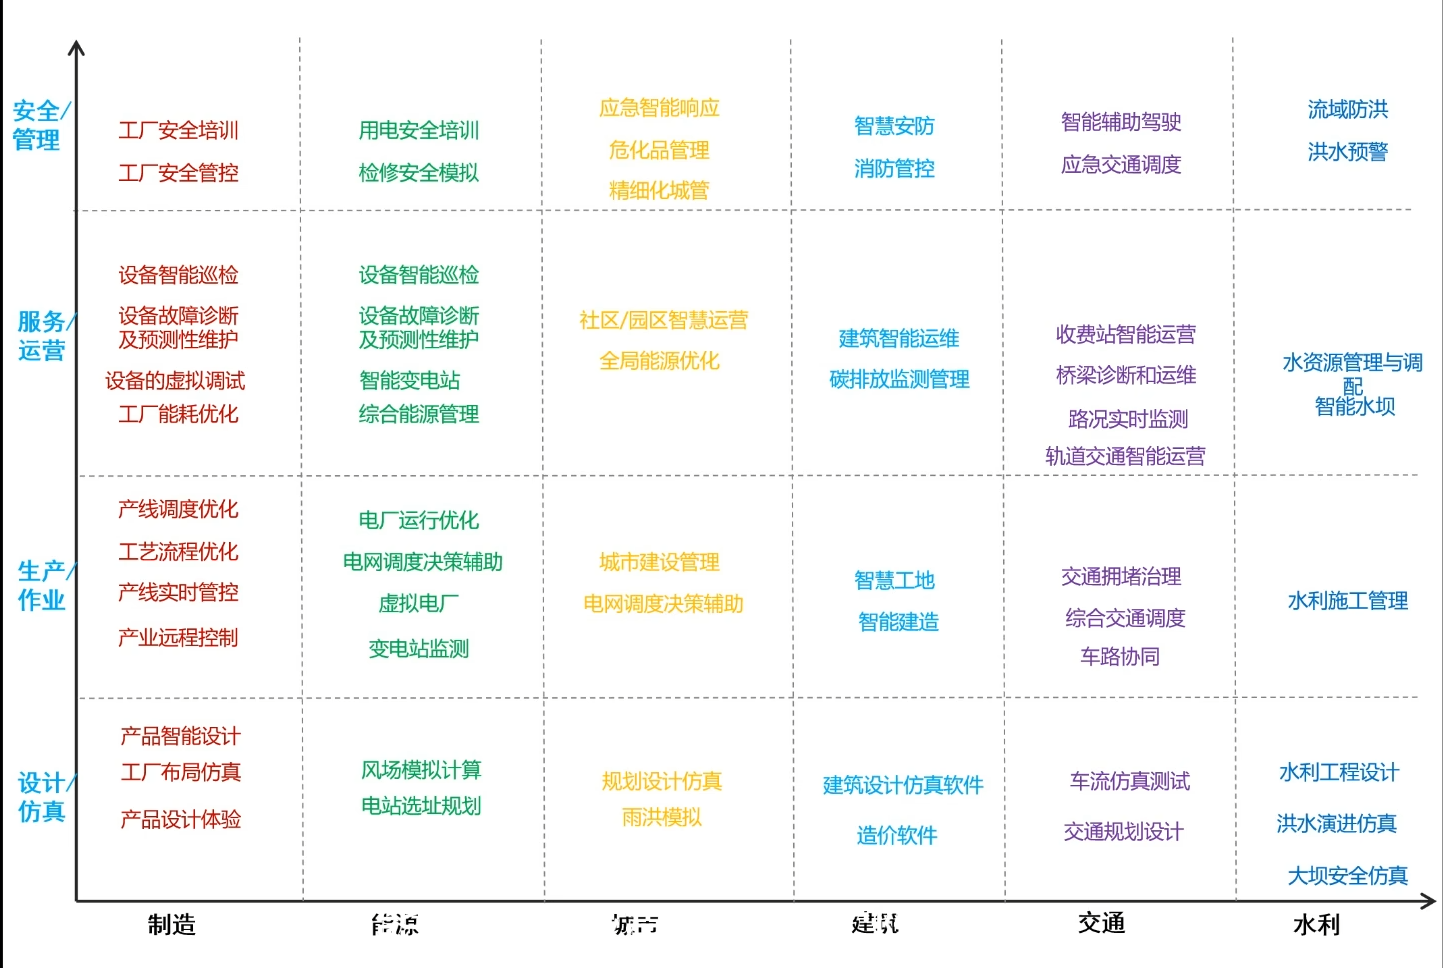 安全/
管理
工厂安全培训
工厂安全管控
用电安全培训
检修安全模拟
应急智能响应
危化品管理
精细化城管
智慧安防
消防管控
智能辅助驾驶
应急交通调度
流域防洪
洪水预警
服务/
运营
设备智能巡检
设备故障诊断
及预测性维护
设备的虚拟调试
工厂能耗优化
设备智能巡检
设备故障诊断
及预测性维护
智能变电站
综合能源管理
社区/园区智慧运营
全局能源优化
建筑智能运维
碳排放监测管理
收费站智能运营
桥梁诊断和运维
路况实时监测
轨道交通智能运营
水资源管理与调
配
智能水坝
生产/
作业
产线调度优化
工艺流程优化
产线实时管控
产业远程控制
电厂运行优化
电网调度决策辅助
虚拟电厂
变电站监测
城市建设管理
电网调度决策辅助
智慧工地
智能建造
交通拥堵治理
综合交通调度
车路协同
水利施工管理
设计/
仿真
产品智能设计
工厂布局仿真
产品设计体验
风场模拟计算
电站选址规划
规划设计仿真
雨洪模拟
建筑设计仿真软件
造价软件
车流仿真测试
交通规划设计
水利工程设计
洪水演进仿真
大坝安全仿真
制造
能源
城市
建筑
交通
水利